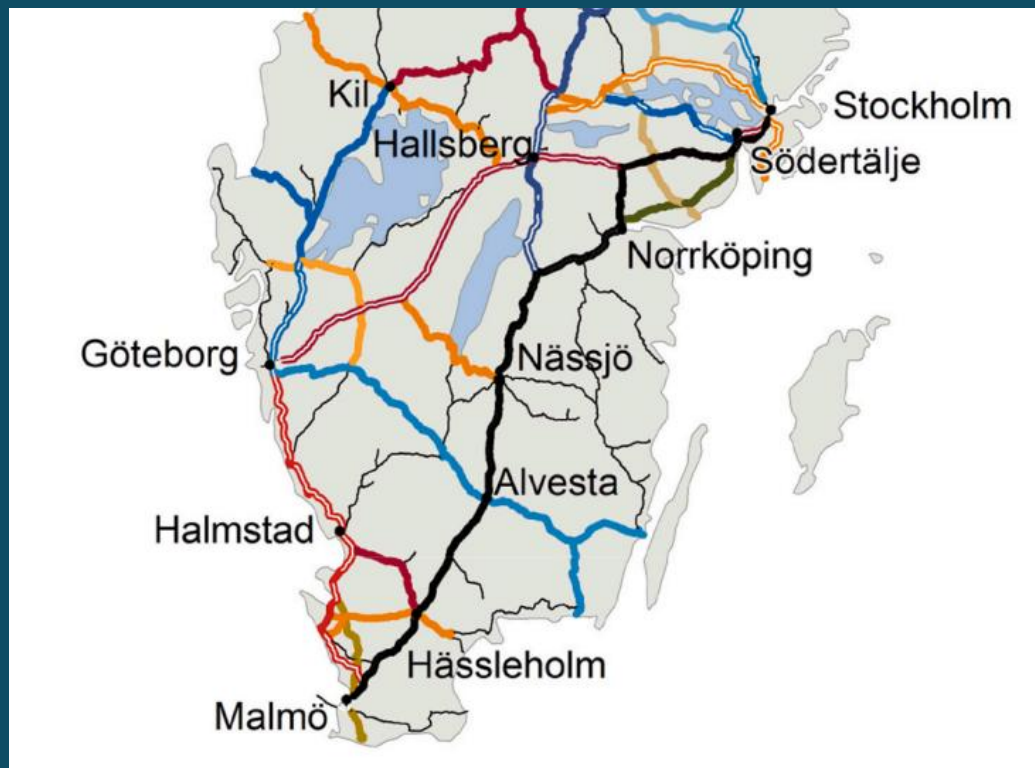 Kil
Stockholm
Hallsberg
Södertälje
Norrköping
Göteborg
Nässjö
Alvesta
Halmstad
Hässleholm
Malmö